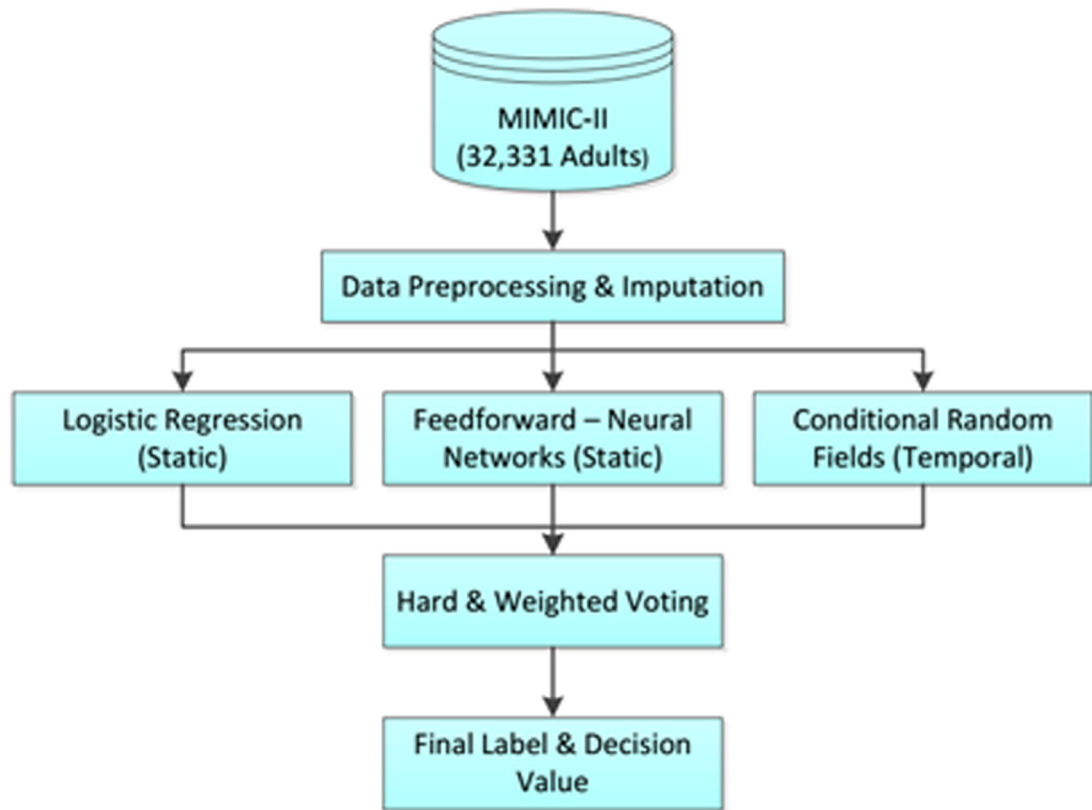 MIMIC-II
(32,331 Adults)
Data Preprocessing & Imputation
Logistic Regression
(Static)
Feedforward – Neural
Networks (Static)
Conditional Random
Fields (Temporal)
Hard & Weighted Voting
Final Label & Decision
Value